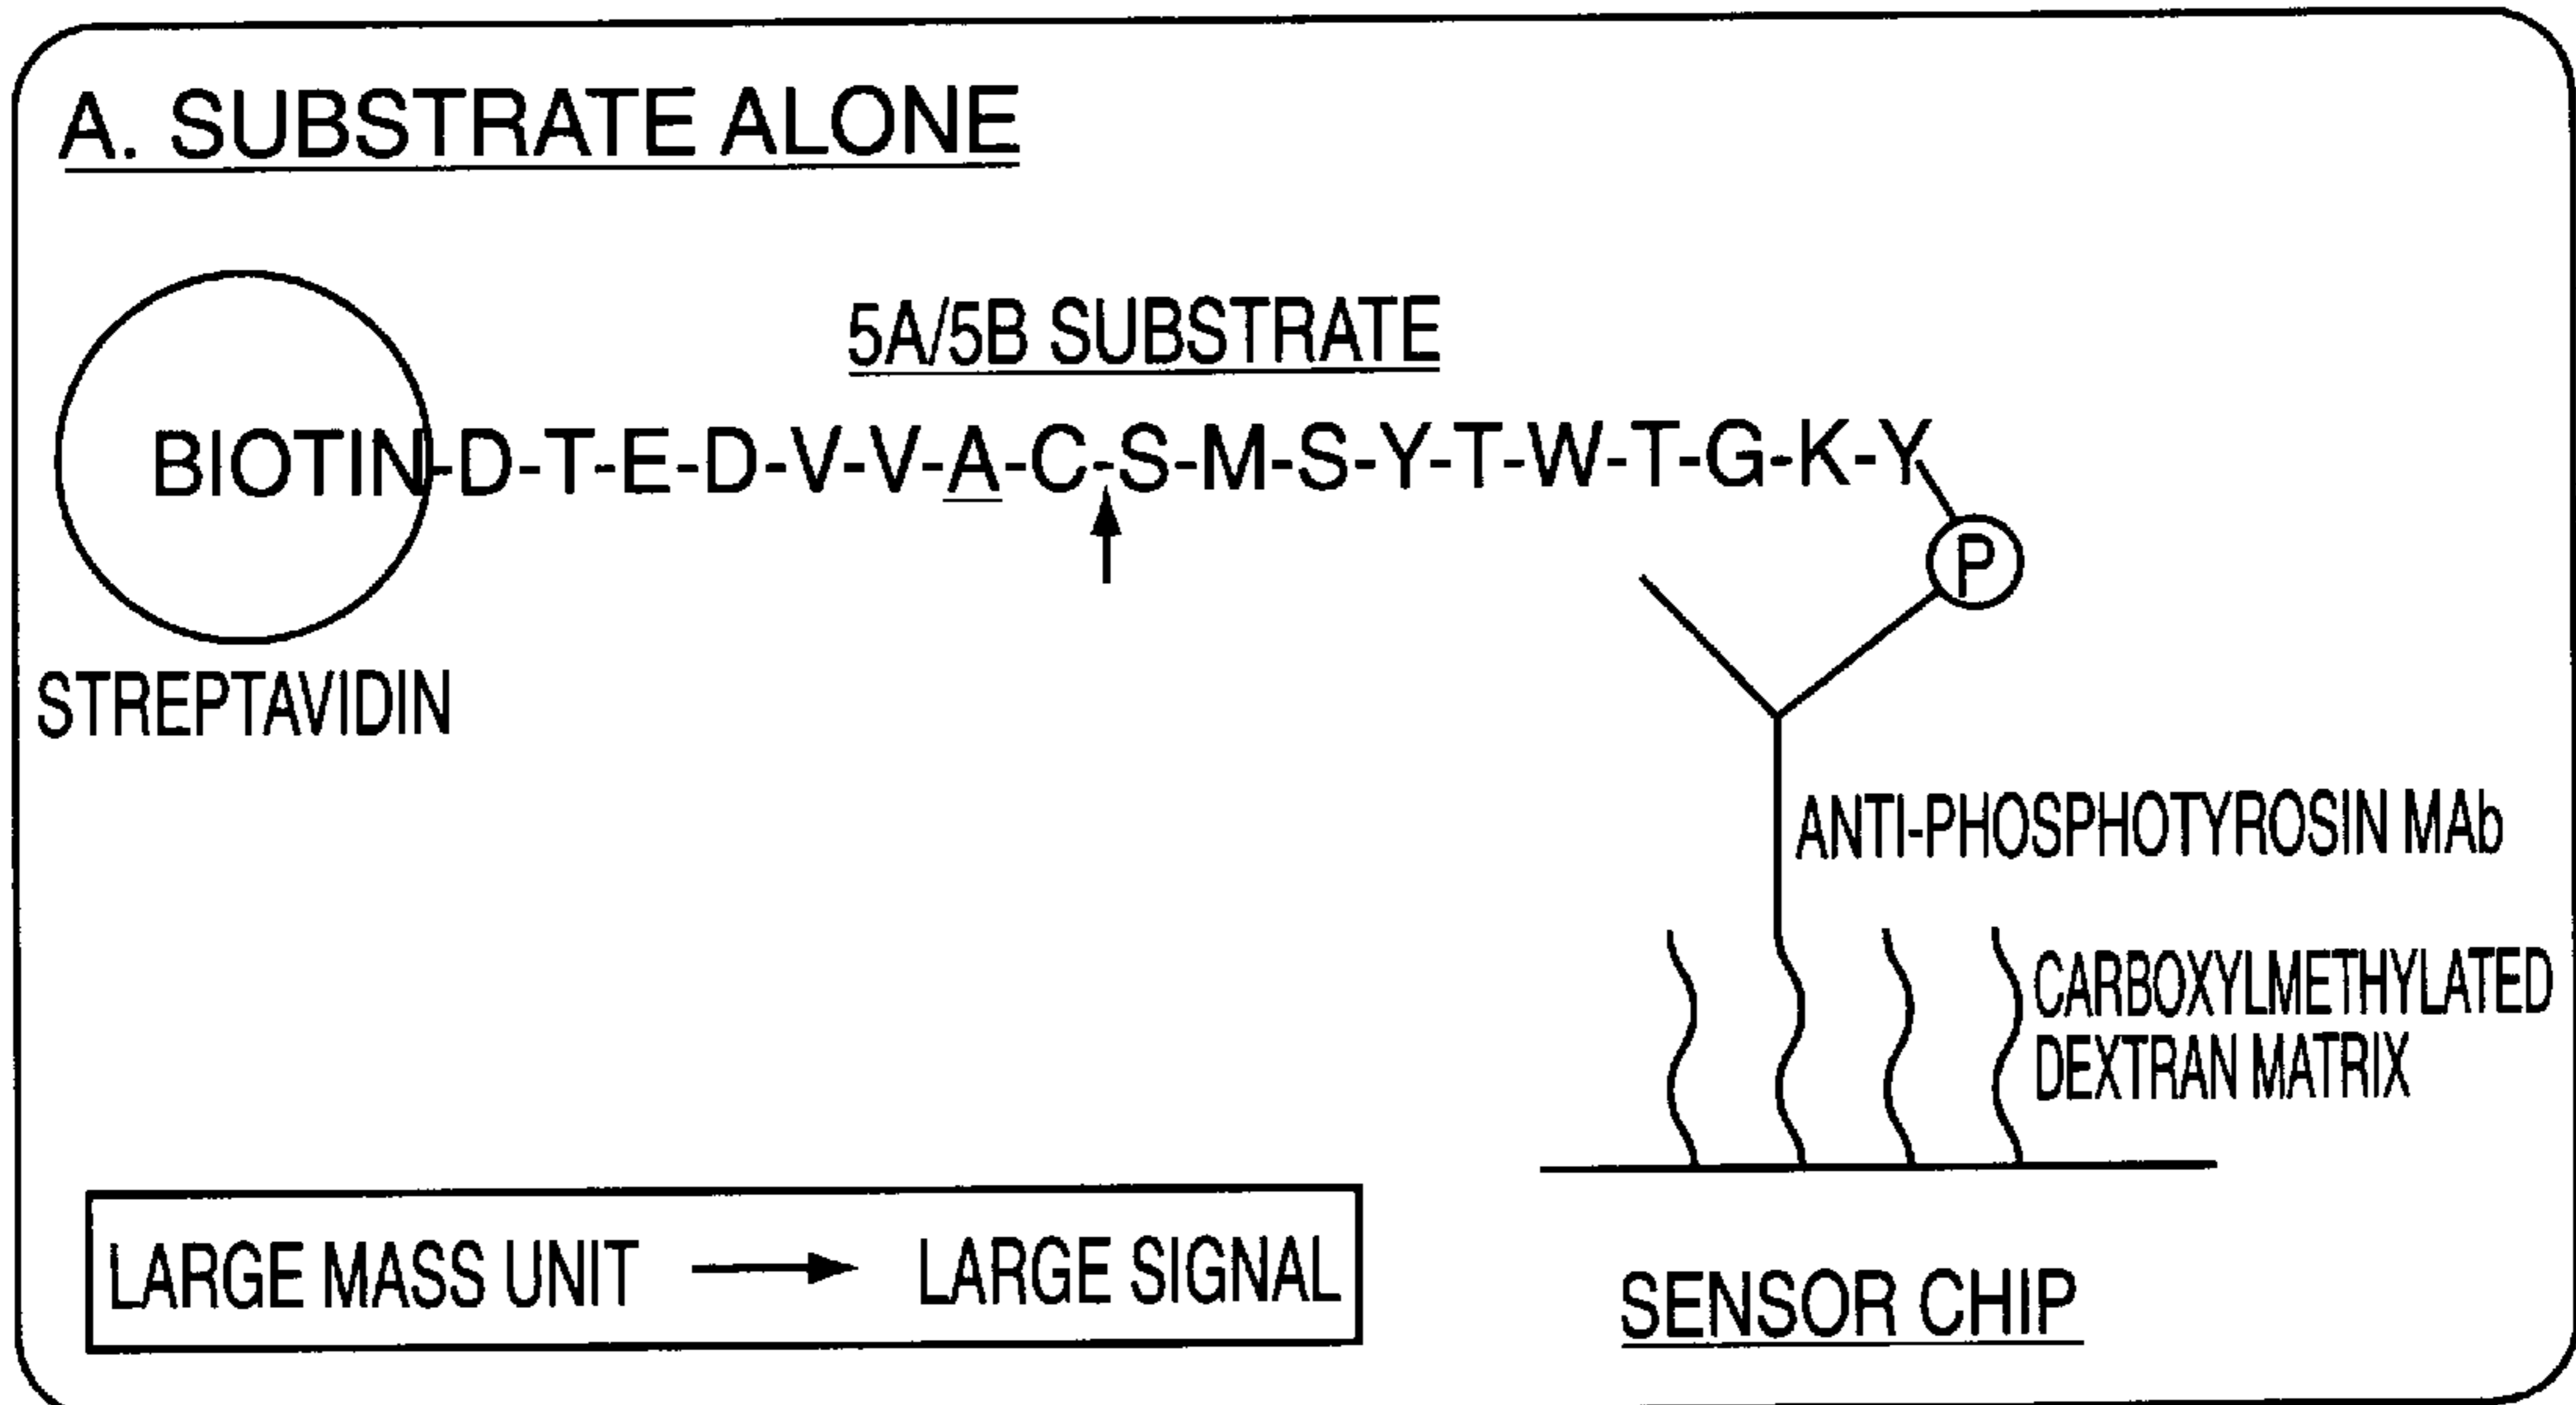 A. SUBSTRATE ALONE
5A/5B SUBSTRATE
BIOTIN-D-T-E-D-V-V-A-C-S-M-S-Y-T-W-T-G-K-Y
P
STREPTAVIDIN
ANTI-PHOSPHOTYROSIN MAb
CARBOXYLMETHYLATED
DEXTRAN MATRIX
LARGE MASS UNIT → LARGE SIGNAL
SENSOR CHIP